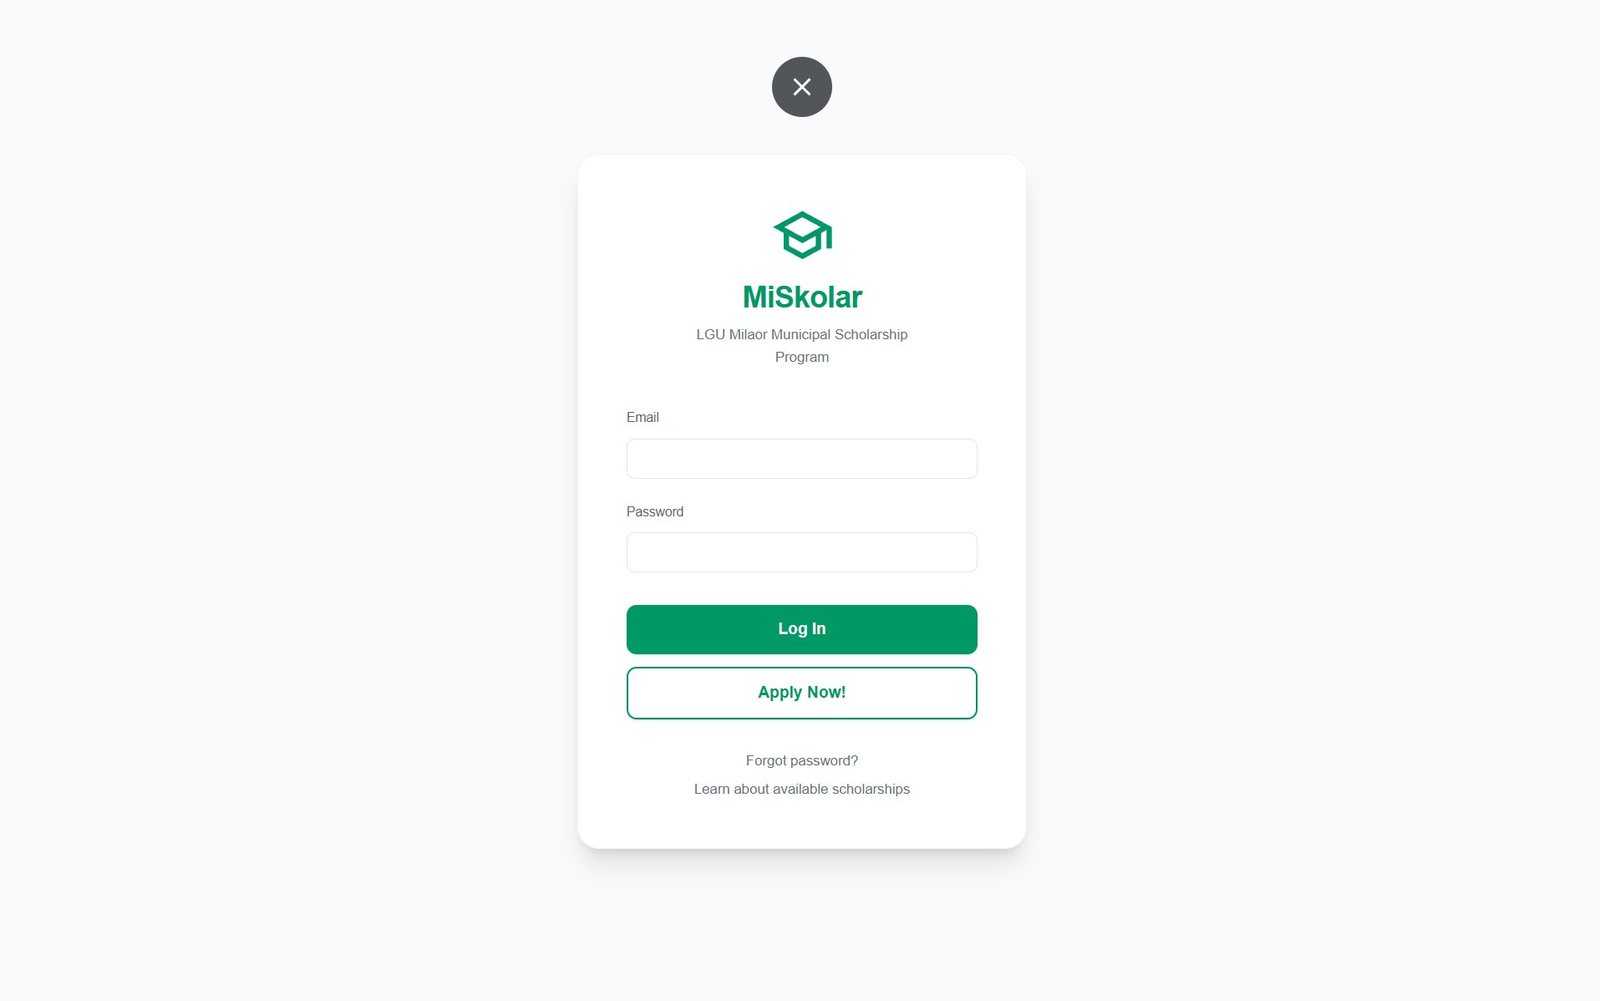 MiSkolar
LGU Milaor Municipal Scholarship
Program
Email
Password
Log In
Apply Now!
Forgot password?
Learn about available scholarships